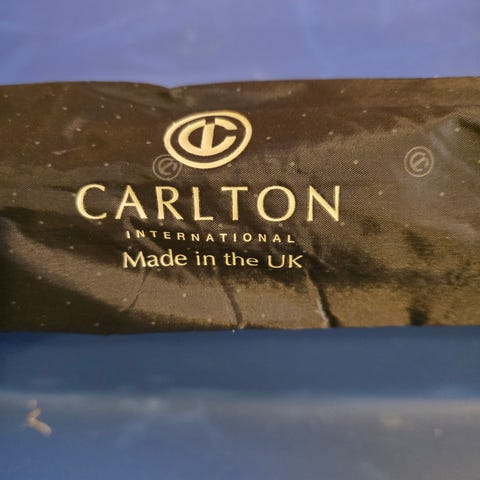 CARLTON
INTERNATIONAL
Made in the UK